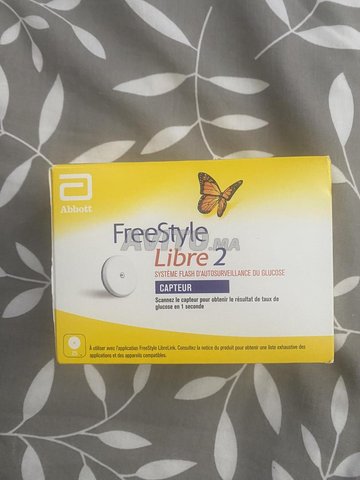 Abbott
FreeStyle
Libre 2
AVITO.MA
SYSTÈME FLASH D'AUTOSURVEILLANCE DU GLUCOSE
CAPTEUR
Scannez le capteur pour obtenir le résultat de taux de
glucose en 1 seconde
À utiliser avec l'application FreeStyle LibreLink. Consultez la notice du produit pour obtenir une liste exhaustive des
applications et des appareils compatibles.